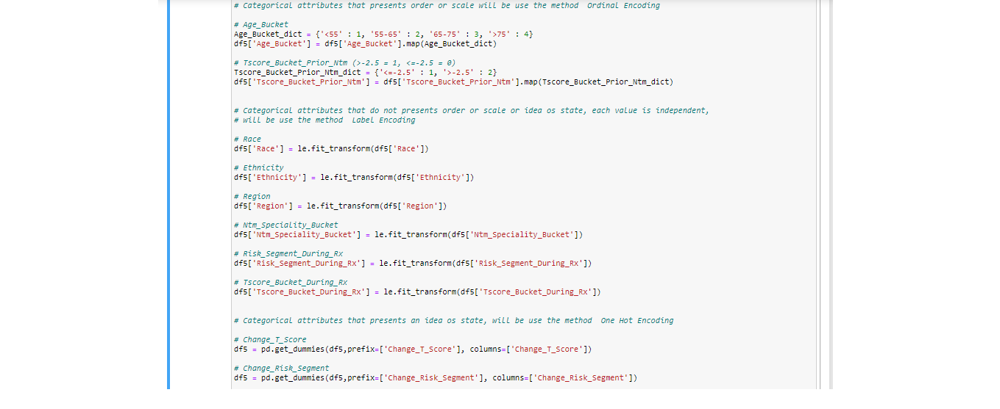 # Categorical attributes that presents order or scale will be use the method  Ordinal Encoding
# Age_Bucket
Age_Bucket_dict = {'<55' : 1, '55-65' : 2, '65-75' : 3, '>75' : 4}
df5['Age_Bucket'] = df5['Age_Bucket'].map(Age_Bucket_dict)
# Tscore_Bucket_Prior_Ntm (>-2.5 = 1, <=-2.5 = 0)
Tscore_Bucket_Prior_Ntm_dict = {'<=-2.5' : 1, '>-2.5' : 2}
df5['Tscore_Bucket_Prior_Ntm'] = df5['Tscore_Bucket_Prior_Ntm'].map(Tscore_Bucket_Prior_Ntm_dict)
# Categorical attributes that do not presents order or scale or idea os state, each value is independent,
# will be use the method  Label Encoding
# Race
df5['Race'] = le.fit_transform(df5['Race'])
# Ethnicity
df5['Ethnicity'] = le.fit_transform(df5['Ethnicity'])
# Region
df5['Region'] = le.fit_transform(df5['Region'])
# Ntm_Speciality_Bucket
df5['Ntm_Speciality_Bucket'] = le.fit_transform(df5['Ntm_Speciality_Bucket'])
# Risk_Segment_During_Rx
df5['Risk_Segment_During_Rx'] = le.fit_transform(df5['Risk_Segment_During_Rx'])
# Tscore_Bucket_During_Rx
df5['Tscore_Bucket_During_Rx'] = le.fit_transform(df5['Tscore_Bucket_During_Rx'])
# Categorical attributes that presents an idea os state, will be use the method  One Hot Encoding
# Change_T_Score
df5 = pd.get_dummies(df5,prefix=['Change_T_Score'], columns=['Change_T_Score'])
# Change_Risk_Segment
df5 = pd.get_dummies(df5,prefix=['Change_Risk_Segment'], columns=['Change_Risk_Segment'])